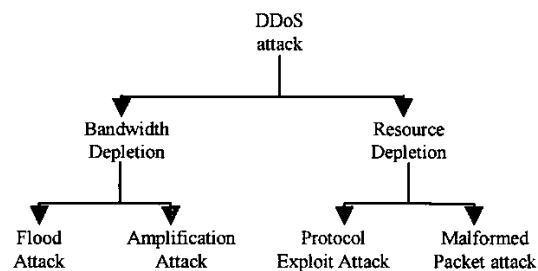 DDoS
attack
Bandwidth
Depletion
Resource
Depletion
Flood
Attack
Amplification
Attack
Protocol
Exploit Attack
Malformed
Packet attack